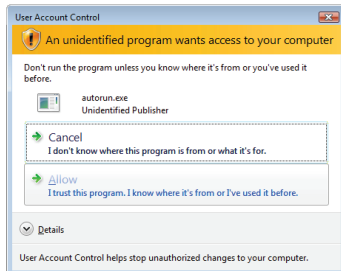 User Account Control
An unidentified program wants access to your computer
Don't run the program unless you know where it's from or you've used it
before.
autorun.exe
Unidentified Publisher
Cancel
I don't know where this program is from or what it's for.
Allow
I trust this program. I know where it's from or I've used it before.
Details
User Account Control helps stop unauthorized changes to your computer.